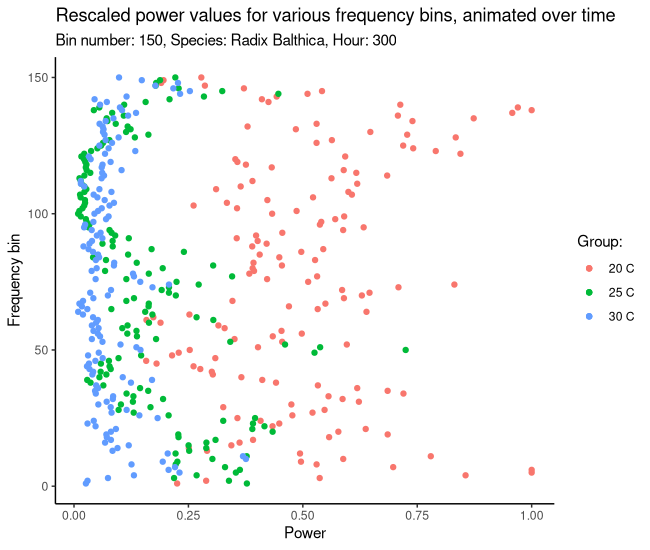 Rescaled power values for various frequency bins, animated over time
Bin number: 150, Species: Radix Balthica, Hour: 300
150
100
50
0
Frequency bin
0.00 0.25 0.50 0.75 1.00
Power
Group:
20 C
25 C
30 C